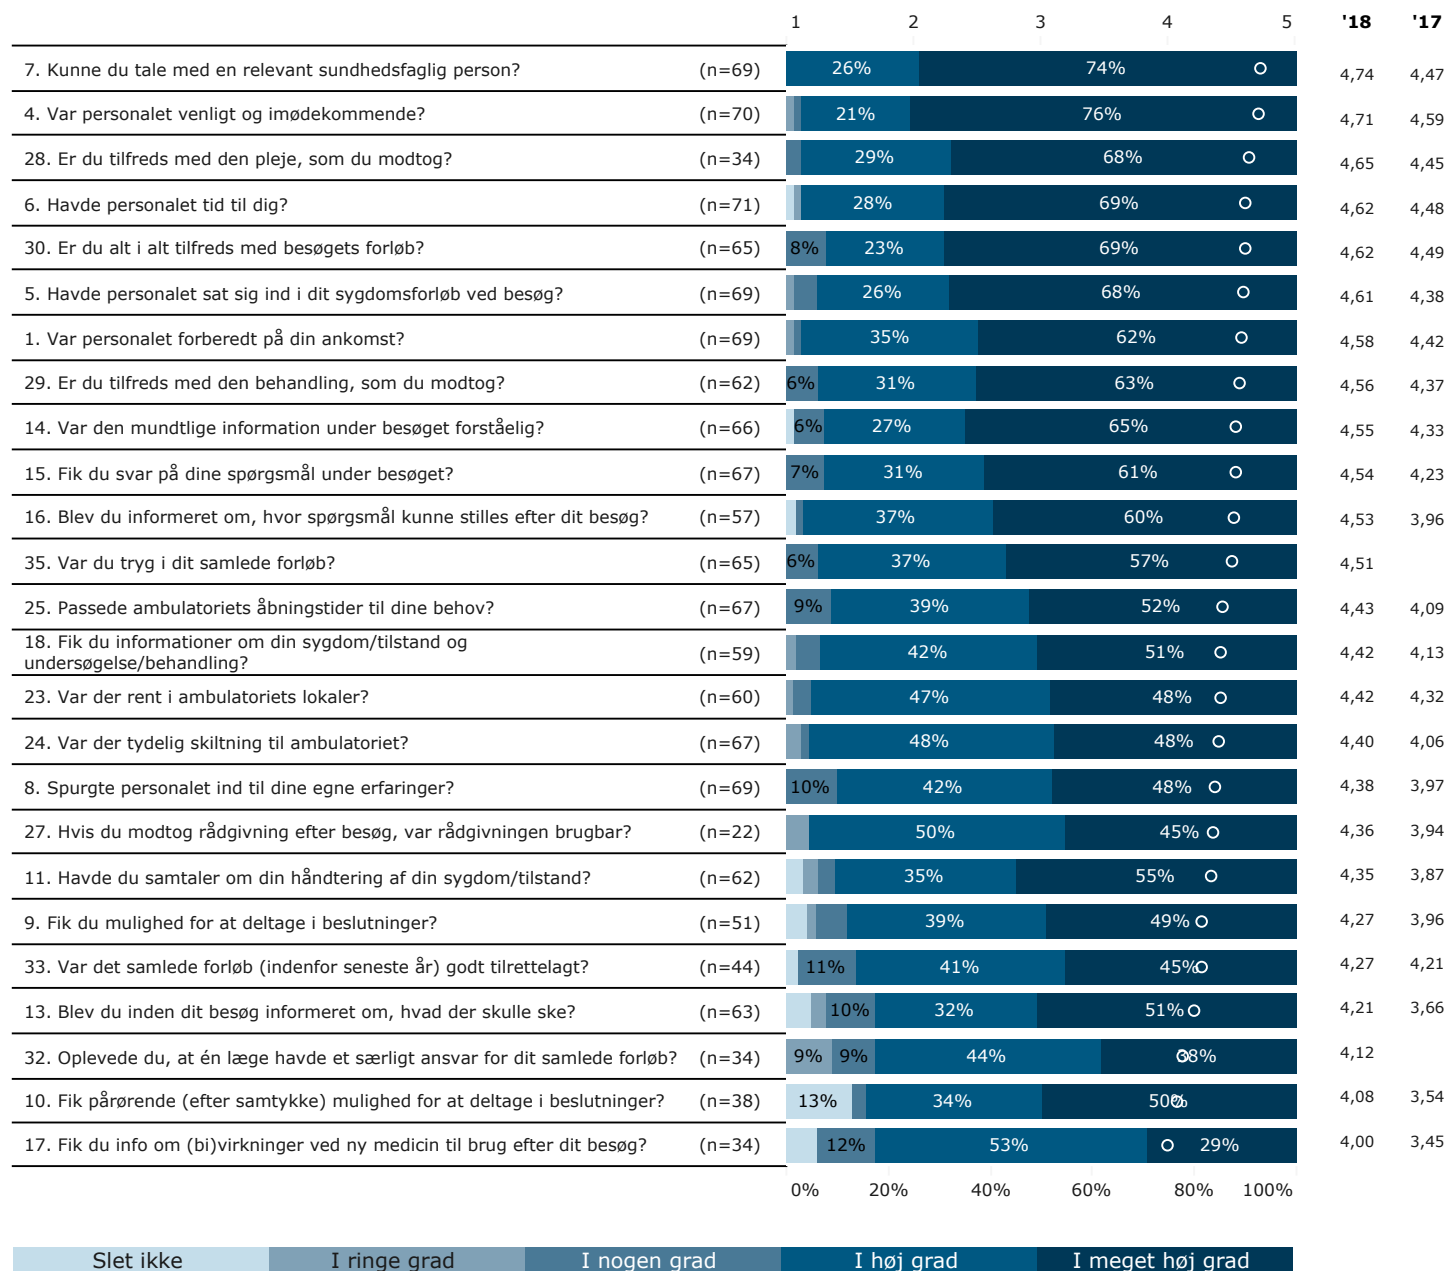 1 2 3 4 5 '18 '17
7. Kunne du tale med en relevant sundhedsfaglig person? (n=69) 26% 74% 4,74 4,47
4. Var personalet venligt og imødekommende? (n=70) 21% 76% 4,71 4,59
28. Er du tilfreds med den pleje, som du modtog? (n=34) 29% 68% 4,65 4,45
6. Havde personalet tid til dig? (n=71) 28% 69% 4,62 4,48
30. Er du alt i alt tilfreds med besøgets forløb? (n=65) 8% 23% 69% 4,62 4,49
5. Havde personalet sat sig ind i dit sygdomsforløb ved besøg? (n=69) 26% 68% 4,61 4,38
1. Var personalet forberedt på din ankomst? (n=69) 35% 62% 4,58 4,42
29. Er du tilfreds med den behandling, som du modtog? (n=62) 6% 31% 63% 4,56 4,37
14. Var den mundtlige information under besøget forståelig? (n=66) 6% 27% 65% 4,55 4,33
15. Fik du svar på dine spørgsmål under besøget? (n=67) 7% 31% 61% 4,54 4,23
16. Blev du informeret om, hvor spørgsmål kunne stilles efter dit besøg? (n=57) 37% 60% 4,53 3,96
35. Var du tryg i dit samlede forløb? (n=65) 6% 37% 57% 4,51
25. Passede ambulatoriets åbningstider til dine behov? (n=67) 9% 39% 52% 4,43 4,09
18. Fik du informationer om din sygdom/tilstand og
undersøgelse/behandling? (n=59) 42% 51% 4,42 4,13
23. Var der rent i ambulatoriets lokaler? (n=60) 47% 48% 4,42 4,32
24. Var der tydelig skiltning til ambulatoriet? (n=67) 48% 48% 4,40 4,06
8. Spurgte personalet ind til dine egne erfaringer? (n=69) 10% 42% 48% 4,38 3,97
27. Hvis du modtog rådgivning efter besøg, var rådgivningen brugbar? (n=22) 50% 45% 4,36 3,94
11. Havde du samtaler om din håndtering af din sygdom/tilstand? (n=62) 35% 55% 4,35 3,87
9. Fik du mulighed for at deltage i beslutninger? (n=51) 39% 49% 4,27 3,96
33. Var det samlede forløb (indenfor seneste år) godt tilrettelagt? (n=44) 11% 41% 45% 4,27 4,21
13. Blev du inden dit besøg informeret om, hvad der skulle ske? (n=63) 10% 32% 51% 4,21 3,66
32. Oplevede du, at én læge havde et særligt ansvar for dit samlede forløb? (n=34) 9% 9% 44% 38% 4,12
10. Fik pårørende (efter samtykke) mulighed for at deltage i beslutninger? (n=38) 13% 34% 50% 4,08 3,54
17. Fik du info om (bi)virkninger ved ny medicin til brug efter dit besøg? (n=34) 12% 53% 29% 4,00 3,45
0% 20% 40% 60% 80% 100%
Slet ikke I ringe grad I nogen grad I høj grad I meget høj grad